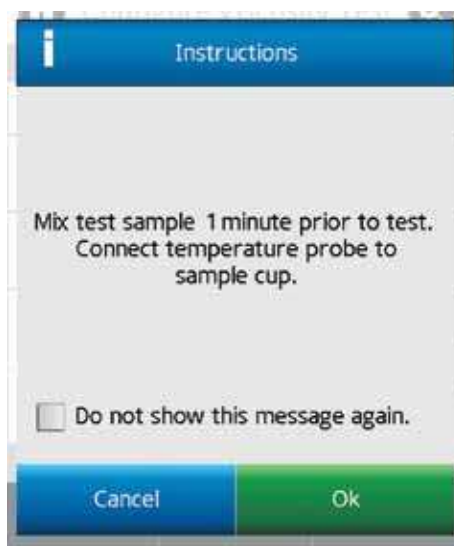 i
Instructions
Mix test sample 1 minute prior to test.
Connect temperature probe to
sample cup.
Do not show this message again.
Cancel
Ok